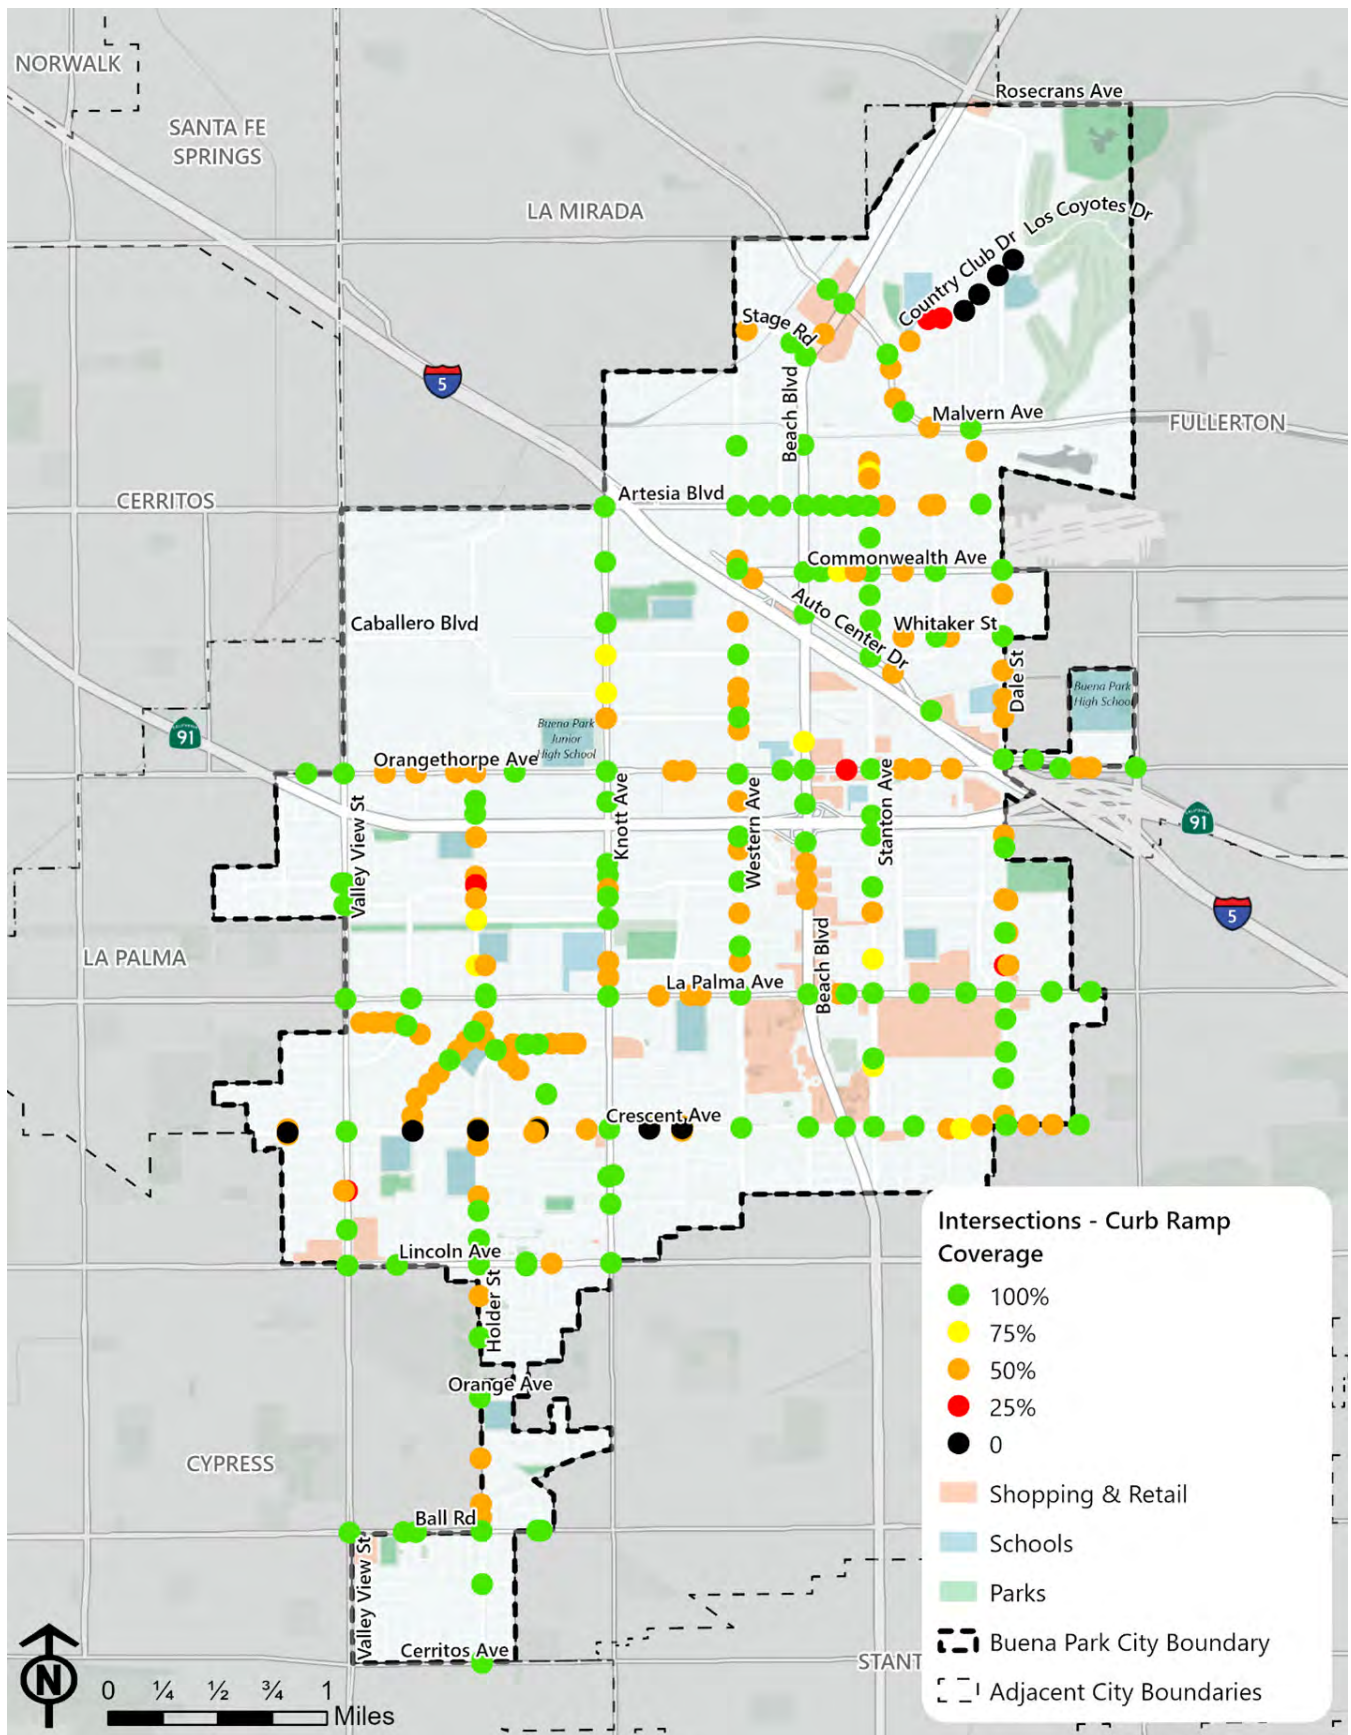 NORWALK
Rosecrans Ave
SANTA FE
SPRINGS
LA MIRADA
Los Coyotes Dr
Country Club Dr
Stage Rd
5
Beach Blvd
Malvern Ave
FULLERTON
CERRITOS
Artesia Blvd
Commonwealth Ave
Auto Center Dr
Caballero Blvd
Whitaker St
Dale St
Buena Park
High School
91
Buena Park
Junior
High School
Orangethorpe Ave
Valley View St
Knott Ave
Western Ave
Stanton Ave
91
5
LA PALMA
Beach Blvd
La Palma Ave
Crescent Ave
Lincoln Ave
Holder St
Orange Ave
CYPRESS
Ball Rd
Valley View St
Cerritos Ave
STANT
Intersections - Curb Ramp
Coverage
100%
75%
50%
25%
0
Shopping & Retail
Schools
Parks
Buena Park City Boundary
Adjacent City Boundaries
N
0 ¼ ½ ¾ 1
Miles